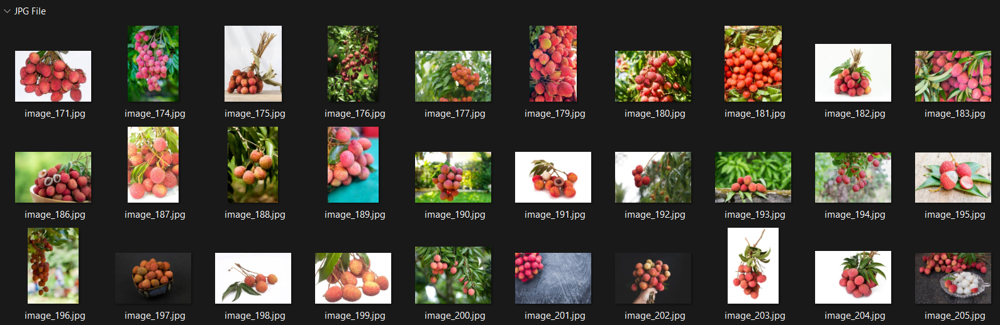 JPG File
image_171.jpg image_174.jpg image_175.jpg image_176.jpg image_177.jpg image_179.jpg image_180.jpg image_181.jpg image_182.jpg image_183.jpg
image_186.jpg image_187.jpg image_188.jpg image_189.jpg image_190.jpg image_191.jpg image_192.jpg image_193.jpg image_194.jpg image_195.jpg
image_196.jpg image_197.jpg image_198.jpg image_199.jpg image_200.jpg image_201.jpg image_202.jpg image_203.jpg image_204.jpg image_205.jpg